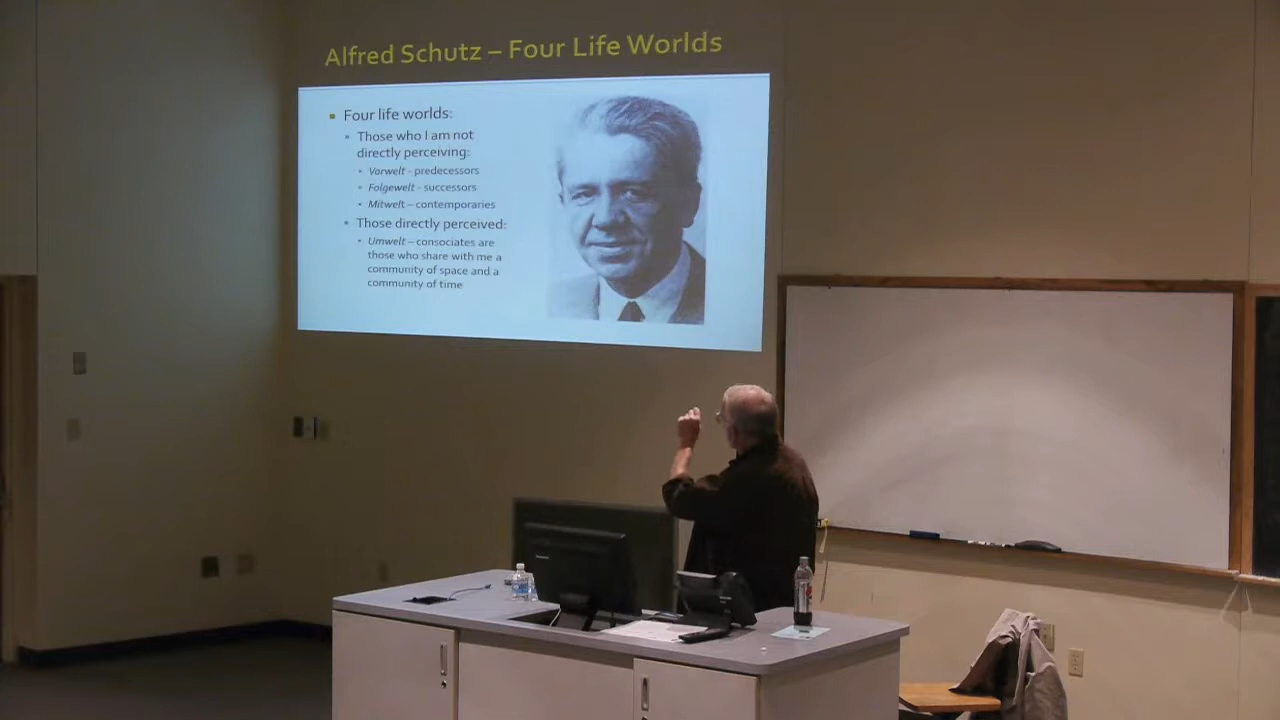 Alfred Schutz – Four Life Worlds
Four life worlds:
Those who I am not
directly perceiving:
Vorwelt - predecessors
Folgewelt - successors
Mitwelt – contemporaries
Those directly perceived:
Umwelt – consociates are
those who share with me a
community of space and a
community of time